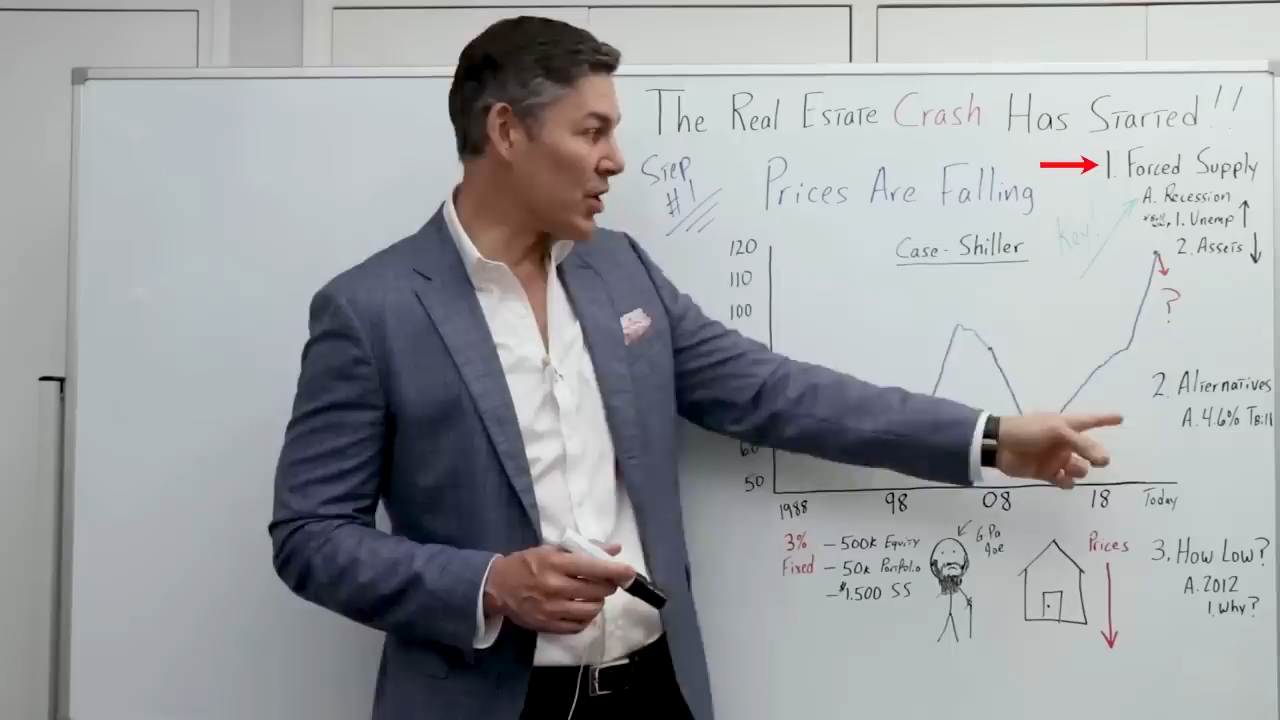 The Real Estate Crash Has Started!!
Step
#1
Prices Are Falling
1. Forced Supply
A. Recession
1. Unemp ↑
2. Assets ↓
Key!
Case-Shiller
120
110
100
60
50
1988
98
08
18
Today
?
2. Alternatives
A. 4.6% TBill
3% Fixed
- 500k Equity
- 50k Portfolio
- $1,500 SS
GPa
Joe
Prices
3. How Low?
A. 2012
1. Why?